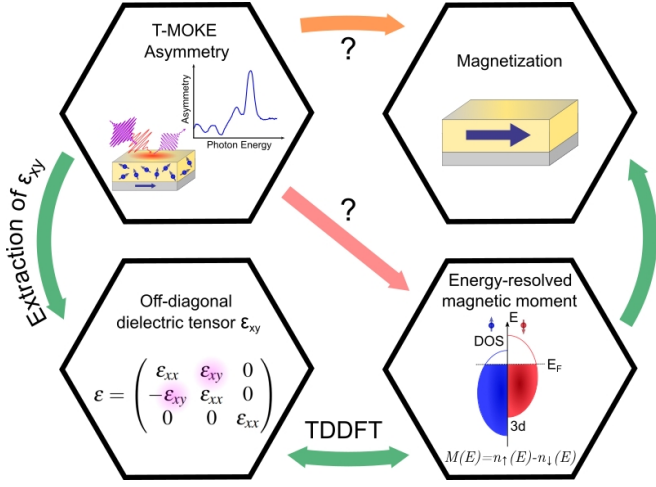 T-MOKE
Asymmetry
Asymmetry
Photon Energy
?
Magnetization
Extraction of εxy
?
Off-diagonal
dielectric tensor εxy
ε = ( εxx εxy 0
−εxy εxx 0
0 0 εxx )
TDDFT
Energy-resolved
magnetic moment
E
DOS
EF
3d
M(E)=n↑(E)-n↓(E)